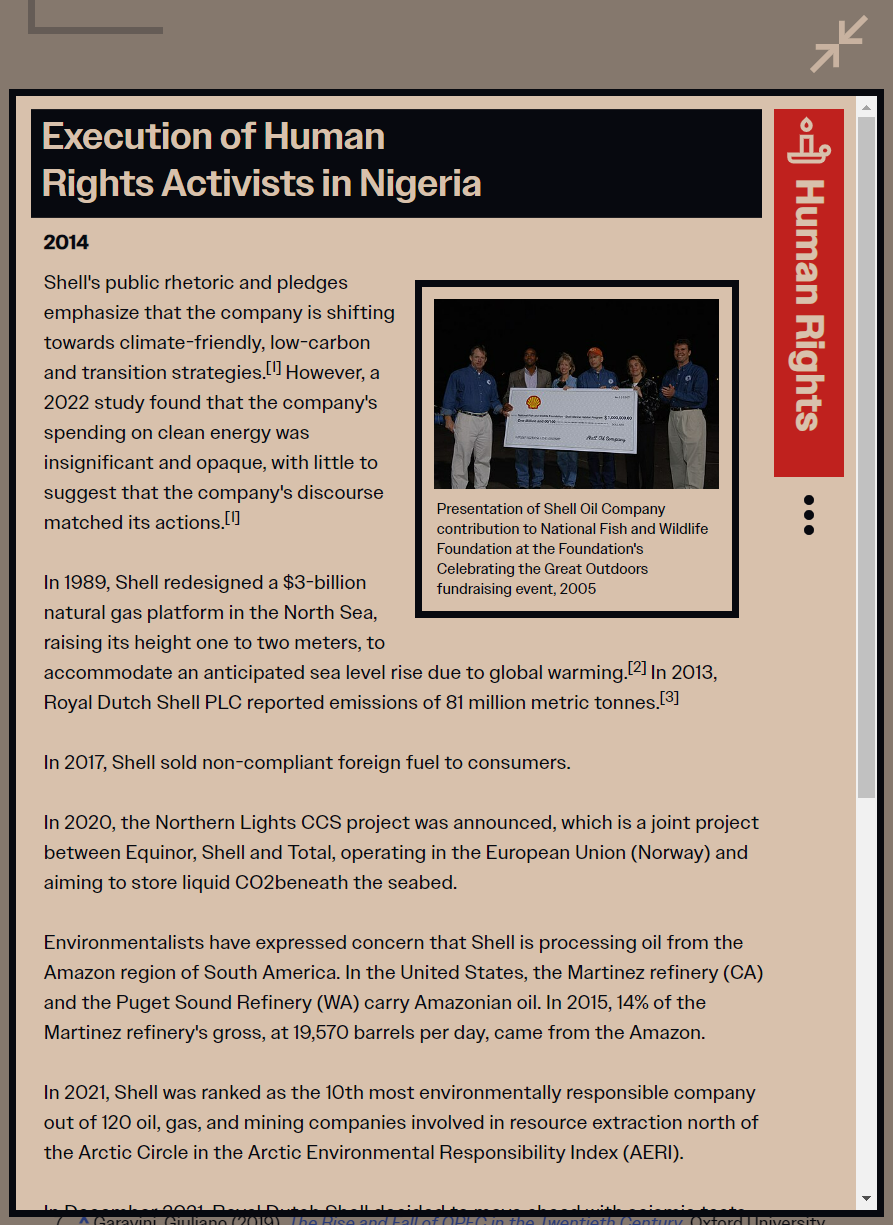 Execution of Human
Rights Activists in Nigeria
Human Rights
2014
Shell's public rhetoric and pledges
emphasize that the company is shifting
towards climate-friendly, low-carbon
and transition strategies.[1] However, a
2022 study found that the company's
spending on clean energy was
insignificant and opaque, with little to
suggest that the company's discourse
matched its actions.[1]
$1,000,000.00
Shell Oil Company
Presentation of Shell Oil Company
contribution to National Fish and Wildlife
Foundation at the Foundation's
Celebrating the Great Outdoors
fundraising event, 2005
In 1989, Shell redesigned a $3-billion
natural gas platform in the North Sea,
raising its height one to two meters, to
accommodate an anticipated sea level rise due to global warming.[2] In 2013,
Royal Dutch Shell PLC reported emissions of 81 million metric tonnes.[3]
In 2017, Shell sold non-compliant foreign fuel to consumers.
In 2020, the Northern Lights CCS project was announced, which is a joint project
between Equinor, Shell and Total, operating in the European Union (Norway) and
aiming to store liquid CO2beneath the seabed.
Environmentalists have expressed concern that Shell is processing oil from the
Amazon region of South America. In the United States, the Martinez refinery (CA)
and the Puget Sound Refinery (WA) carry Amazonian oil. In 2015, 14% of the
Martinez refinery's gross, at 19,570 barrels per day, came from the Amazon.
In 2021, Shell was ranked as the 10th most environmentally responsible company
out of 120 oil, gas, and mining companies involved in resource extraction north of
the Arctic Circle in the Arctic Environmental Responsibility Index (AERI).
In December 2021, Royal Dutch Shell decided to move ahead with seismic tests
^ Garavini, Giuliano (2019). The Rise and Fall of OPEC in the Twentieth Century. Oxford University